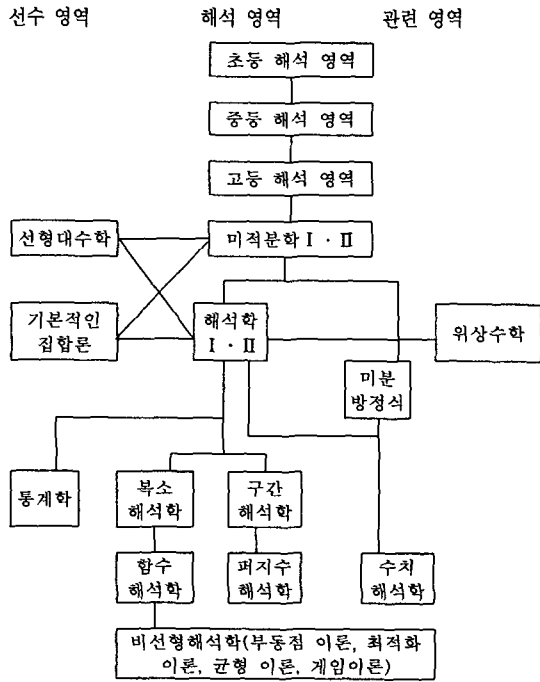 선수 영역 해석 영역 관련 영역
초등 해석 영역
중등 해석 영역
고등 해석 영역
선형대수학
미적분학 Ⅰ · Ⅱ
기본적인
집합론
해석학
Ⅰ · Ⅱ
위상수학
미분
방정식
통계학
복소
해석학
구간
해석학
함수
해석학
퍼지수
해석학
수치
해석학
비선형해석학(부동점 이론, 최적화
이론, 균형 이론, 게임이론)